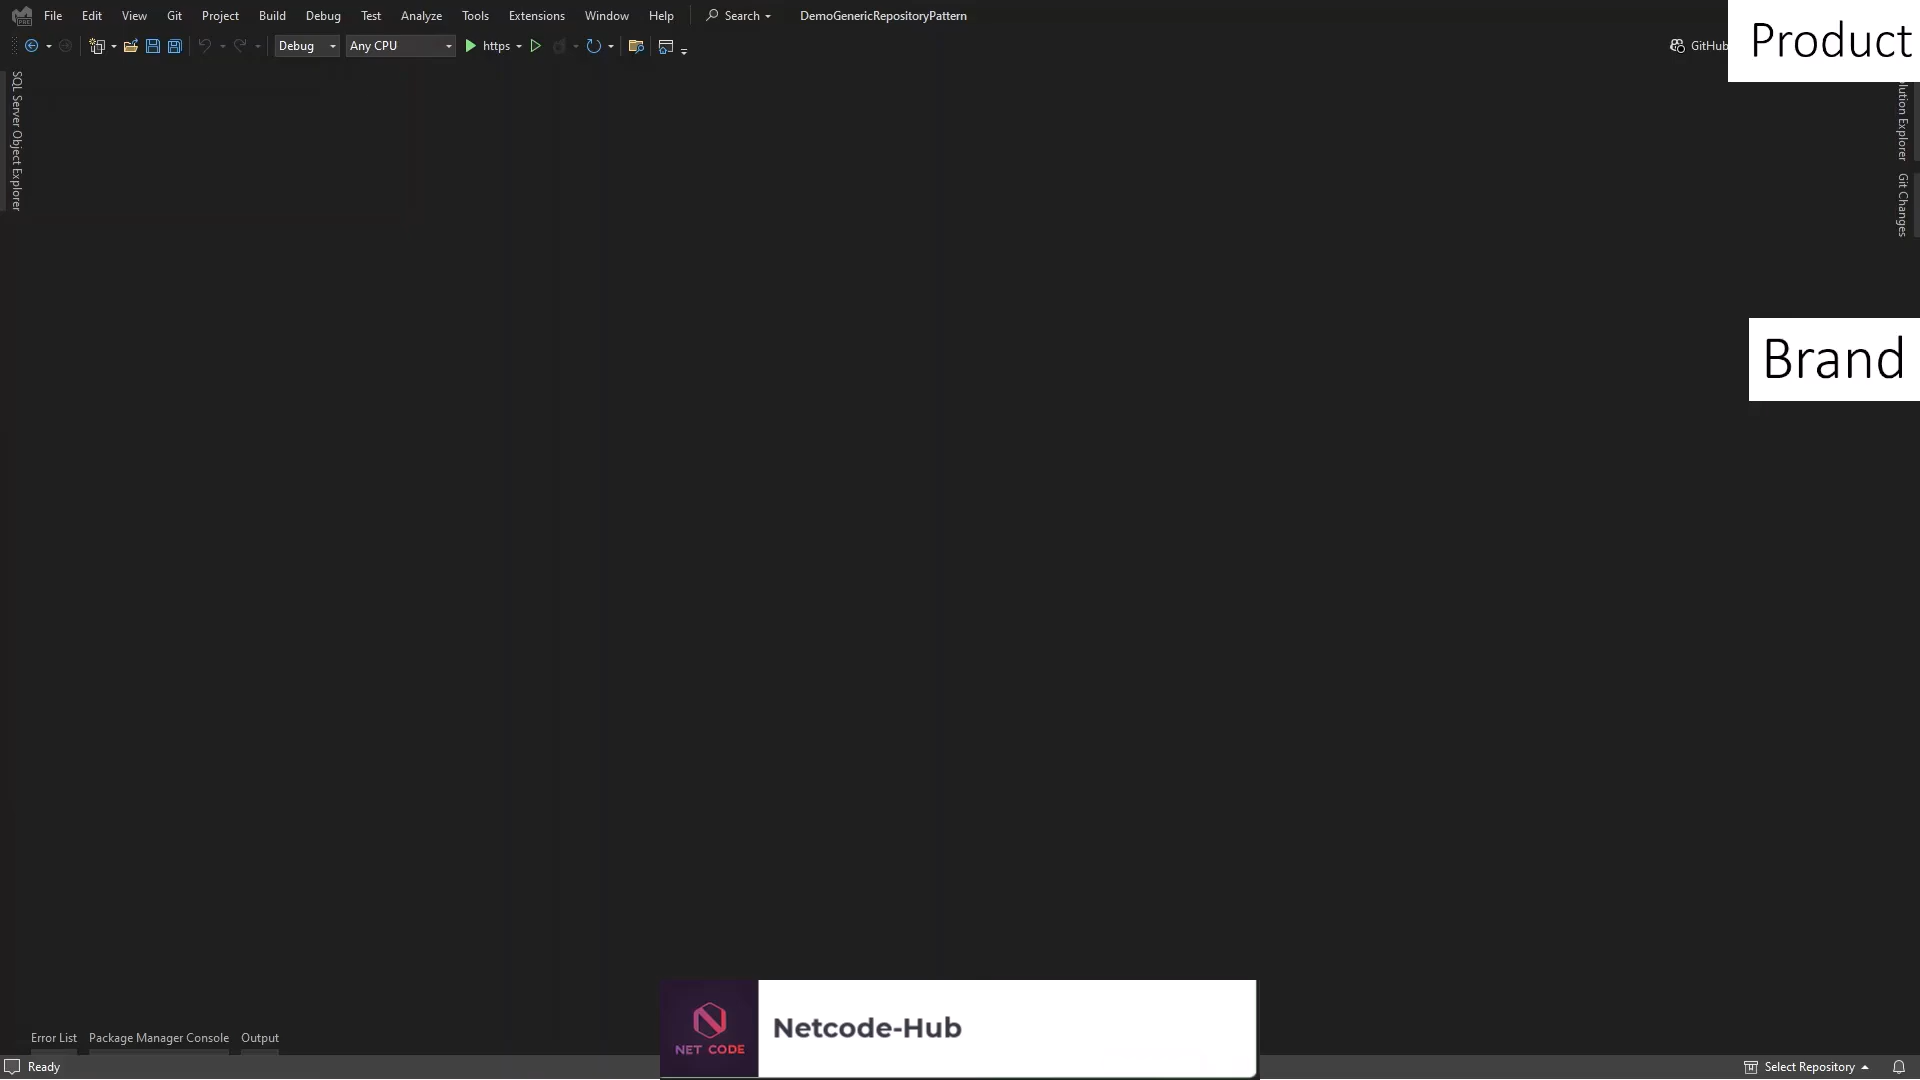 File Edit View Git Project Build Debug Test Analyze Tools Extensions Window Help Search DemoGenericRepositoryPattern
Debug Any CPU https GitHub
Product
SQL Server Object Explorer
lution Explorer
Git Changes
Brand
NET CODE
Netcode-Hub
Error List Package Manager Console Output
Ready Select Repository